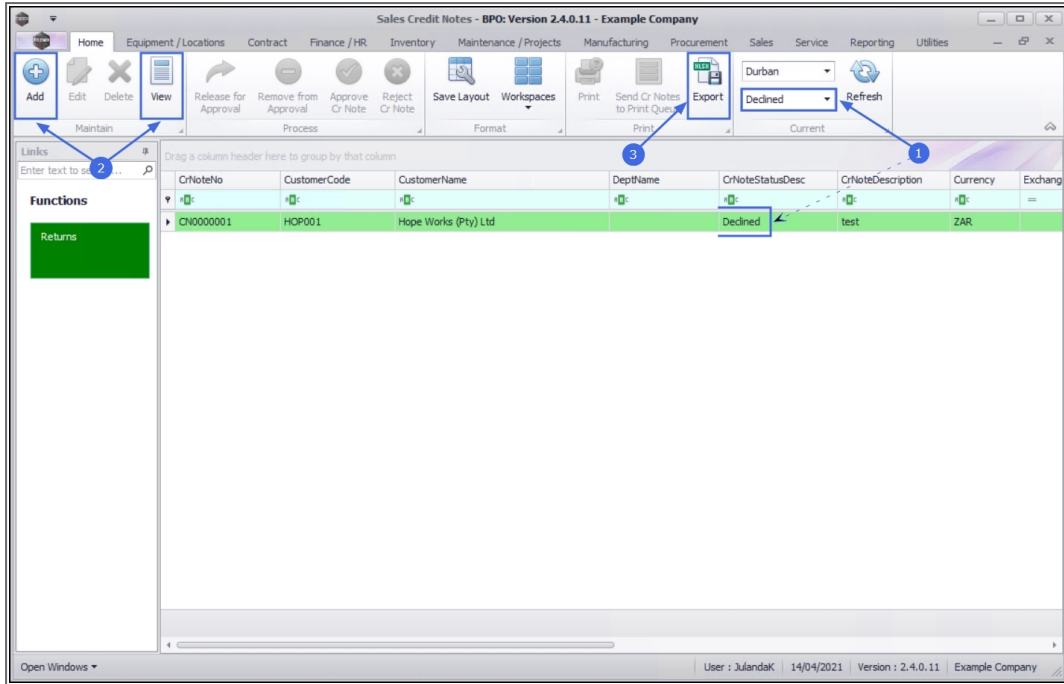 Sales Credit Notes - BPO: Version 2.4.0.11 - Example Company
Home Equipment / Locations Contract Finance / HR Inventory Maintenance / Projects Manufacturing Procurement Sales Service Reporting Utilities
Add Edit Delete View Release for Approval Remove from Approval Approve Cr Note Reject Cr Note Save Layout Workspaces Print Send Cr Notes to Print Queue XLSX Export Durban Declined Refresh
Maintain Process Format Print Current
2 3 1
Links
Enter text to se...
Drag a column header here to group by that column
CrNoteNo CustomerCode CustomerName DeptName CrNoteStatusDesc CrNoteDescription Currency Exchang
Functions
CN0000001 HOP001 Hope Works (Pty) Ltd Declined test ZAR
Returns
Open Windows User : JulandaK 14/04/2021 Version : 2.4.0.11 Example Company